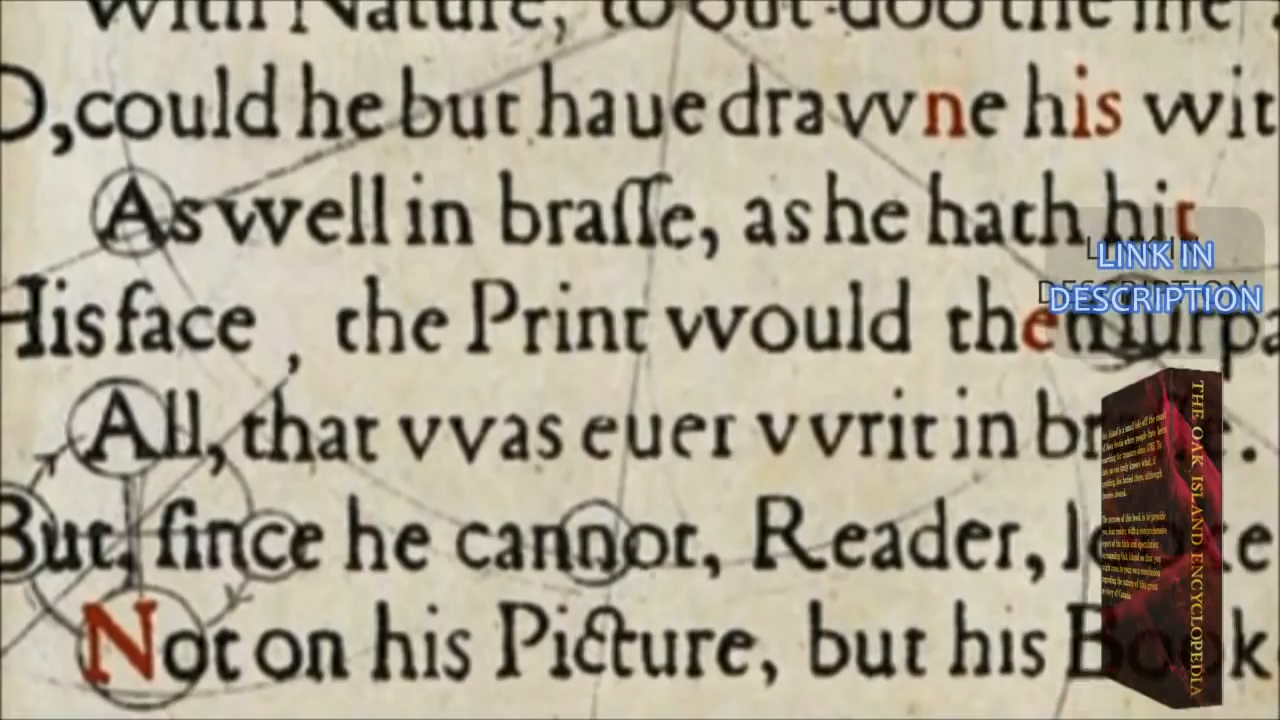 with Nature, to out-doo the life
O,could he but haue dravvne his wit
As well in braſſe, as he hath hit
His face , the Print would then ſurpa
All, that vvas euer vvrit in br
But, ſince he cannot, Reader, l
Not on his Picture, but his Book
LINK IN
DESCRIPTION
THE OAK ISLAND ENCYCLOPEDIA